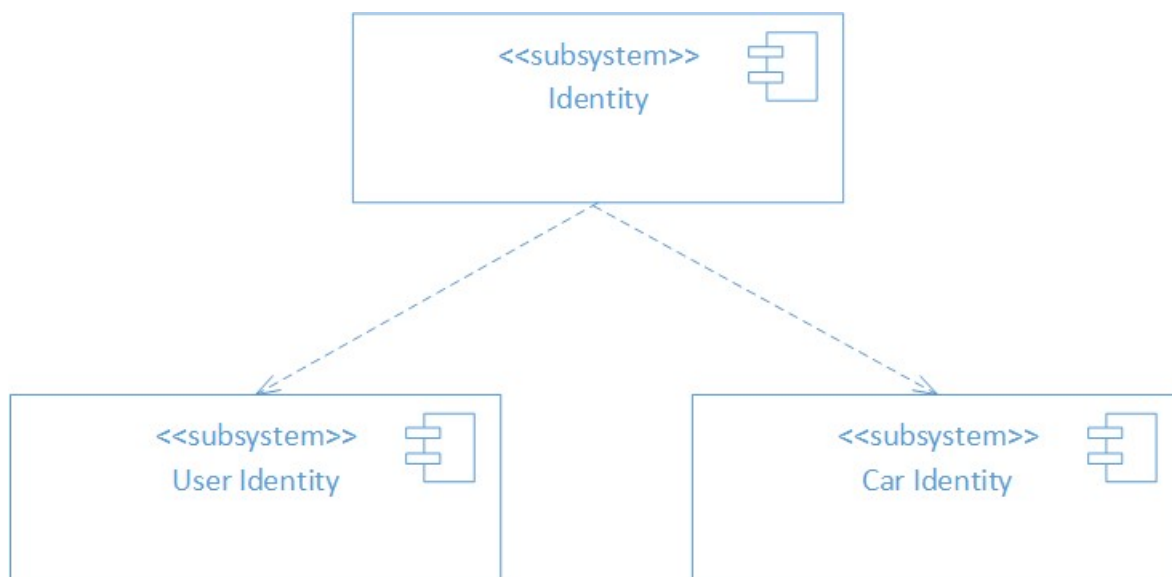 <<subsystem>>
Identity
<<subsystem>>
User Identity
<<subsystem>>
Car Identity